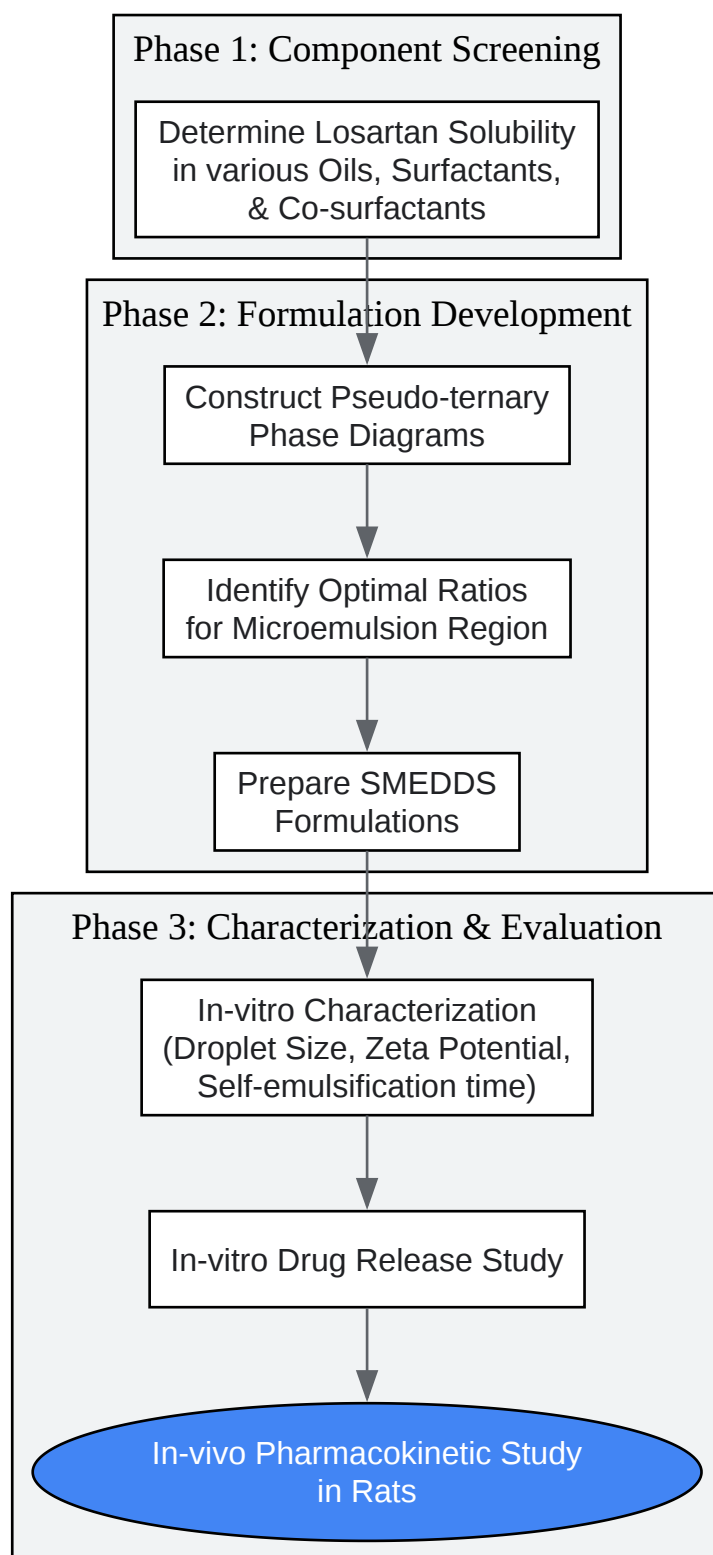 Phase 1: Component Screening
Determine Losartan Solubility
in various Oils, Surfactants,
& Co-surfactants
Phase 2: Formulation Development
Construct Pseudo-ternary
Phase Diagrams
Identify Optimal Ratios
for Microemulsion Region
Prepare SMEDDS
Formulations
Phase 3: Characterization & Evaluation
In-vitro Characterization
(Droplet Size, Zeta Potential,
Self-emulsification time)
In-vitro Drug Release Study
In-vivo Pharmacokinetic Study
in Rats